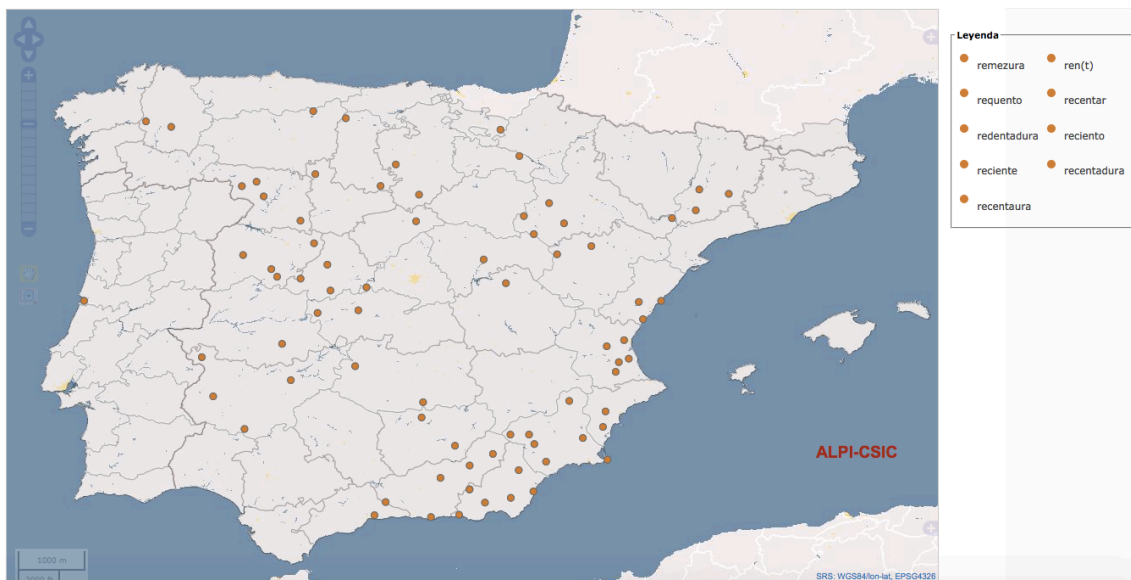 Leyenda
remezura
ren(t)
requento
recentar
redentadura
reciento
reciente
recentadura
recentaura
ALPI-CSIC
1000 m
SRS: WGS84/lon-lat, EPSG4326